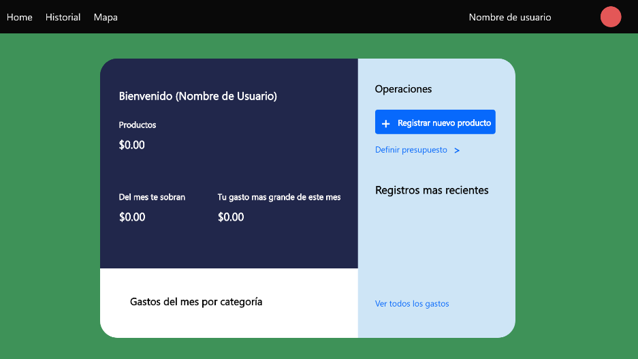 Home Historial Mapa Nombre de usuario
Bienvenido (Nombre de Usuario)
Productos
$0.00
Del mes te sobran
$0.00
Tu gasto mas grande de este mes
$0.00
Gastos del mes por categoría
Operaciones
+ Registrar nuevo producto
Definir presupuesto >
Registros mas recientes
Ver todos los gastos